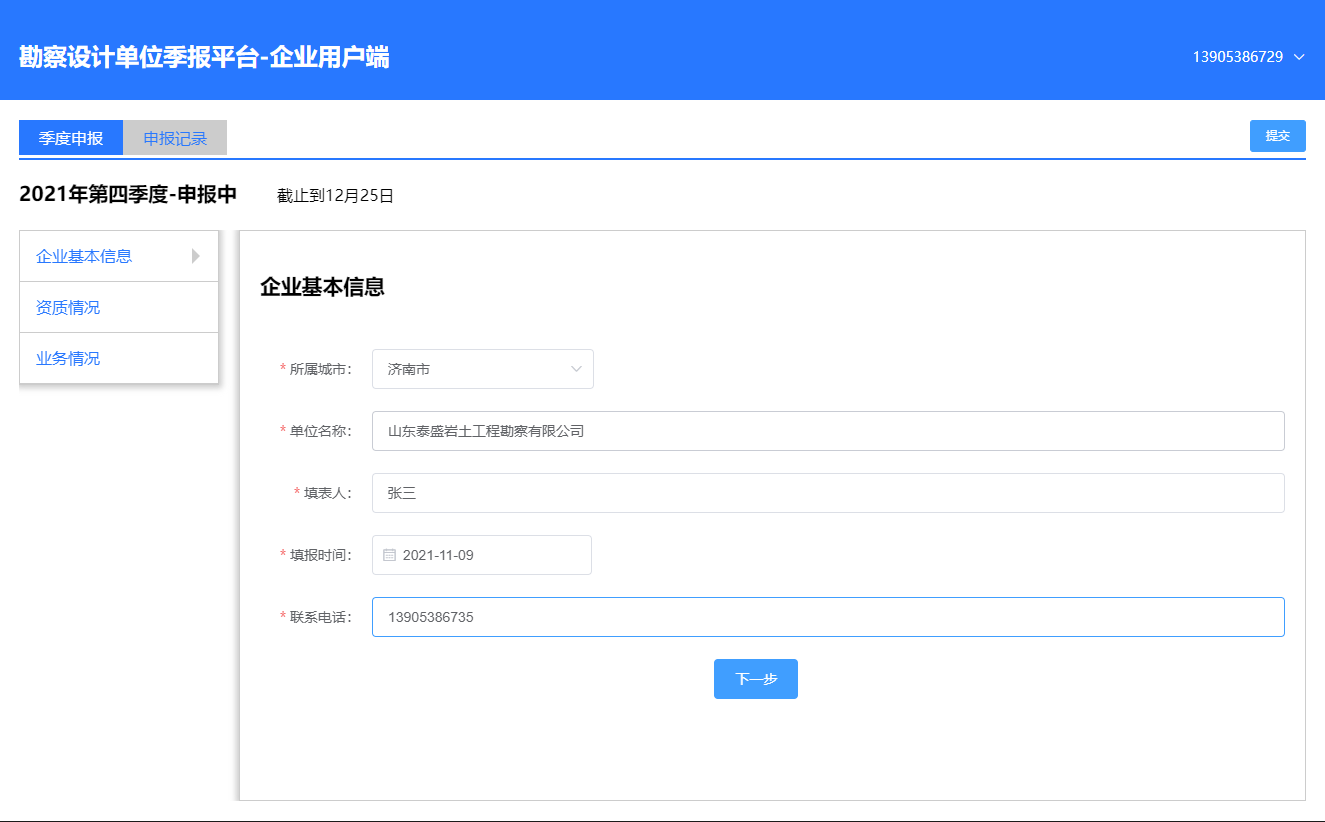 勘察设计单位季报平台-企业用户端
13905386729
季度申报
申报记录
提交
2021年第四季度-申报中
截止到12月25日
企业基本信息
资质情况
业务情况
企业基本信息
* 所属城市： 济南市
* 单位名称： 山东泰盛岩土工程勘察有限公司
* 填表人： 张三
* 填报时间： 2021-11-09
* 联系电话： 13905386735
下一步